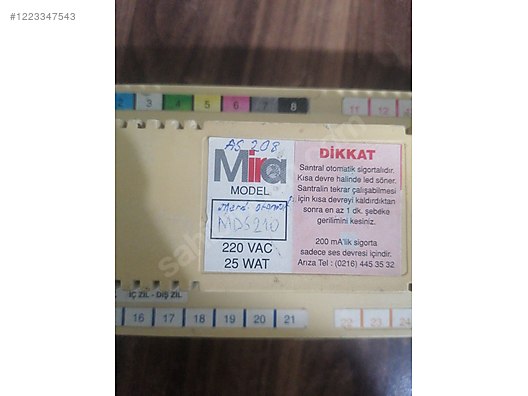 #1223347543
3 4 5 6 7 8 11 12
AS 208
Mira
MODEL
MDS210
220 VAC
25 WAT
DİKKAT
Santral otomatik sigortalıdır.
Kısa devre halinde led söner.
Santralin tekrar çalışabilmesi
için kısa devreyi kaldırdıktan
sonra en az 1 dk. şebeke
gerilimini kesiniz.
200 mA'lik sigorta
sadece ses devresi içindir.
Arıza Tel : (0216) 445 35 32
İÇ ZİL - DIŞ ZİL
16 17 18 19 20 21 22 23 24